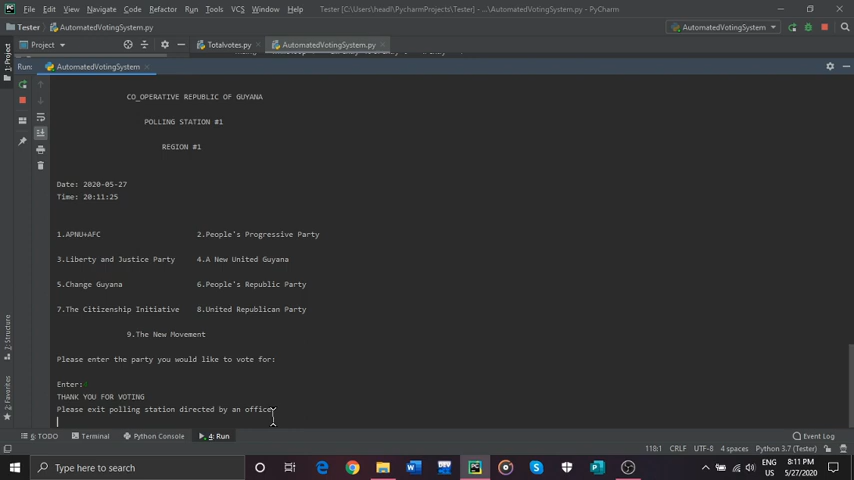 File Edit View Navigate Code Refactor Run Tools VCS Window Help Tester [C:\Users\headl\PycharmProjects\Tester] - ...\AutomatedVotingSystem.py - PyCharm
Tester AutomatedVotingSystem.py AutomatedVotingSystem
Project Totalvotes.py AutomatedVotingSystem.py
Run: AutomatedVotingSystem
1: Project
CO_OPERATIVE REPUBLIC OF GUYANA
POLLING STATION #1
REGION #1
Date: 2020-05-27
Time: 20:11:25
1.APNU+AFC 2.People's Progressive Party
3.Liberty and Justice Party 4.A New United Guyana
5.Change Guyana 6.People's Republic Party
7.The Citizenship Initiative 8.United Republican Party
9.The New Movement
Please enter the party you would like to vote for:
Enter:
THANK YOU FOR VOTING
Please exit polling station directed by an office
7: Structure
2: Favorites
6: TODO Terminal Python Console 4: Run Event Log
118:1 CRLF UTF-8 4 spaces Python 3.7 (Tester)
Type here to search
ENG 8:11 PM
US 5/27/2020